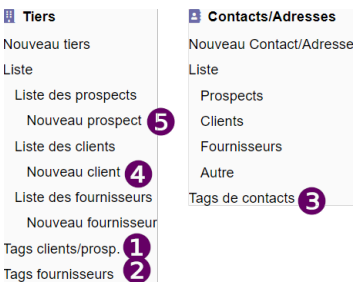 Tiers
Nouveau tiers
Liste
Liste des prospects
Nouveau prospect 5
Liste des clients
Nouveau client 4
Liste des fournisseurs
Nouveau fournisseur
Tags clients/prosp. 1
Tags fournisseurs 2
Contacts/Adresses
Nouveau Contact/Adresse
Liste
Prospects
Clients
Fournisseurs
Autre
Tags de contacts 3